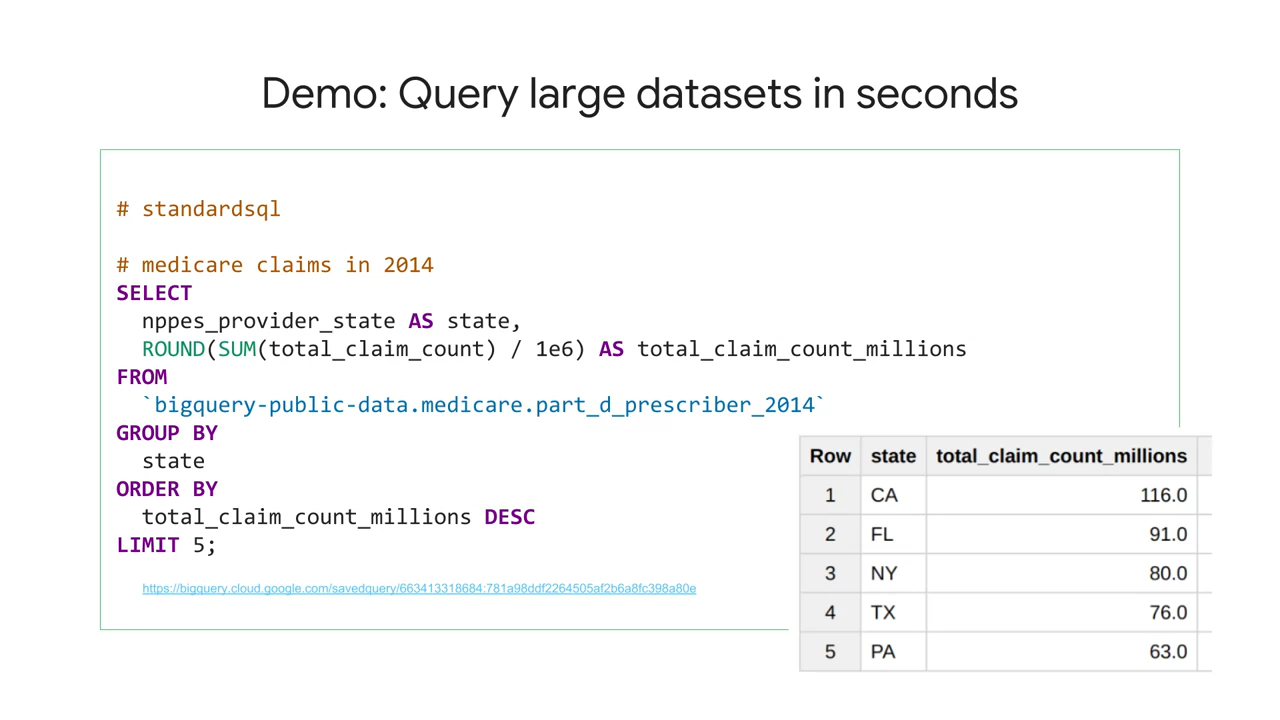 Demo: Query large datasets in seconds
# standardsql
# medicare claims in 2014
SELECT
nppes_provider_state AS state,
ROUND(SUM(total_claim_count) / 1e6) AS total_claim_count_millions
FROM
`bigquery-public-data.medicare.part_d_prescriber_2014`
GROUP BY
state
ORDER BY
total_claim_count_millions DESC
LIMIT 5;
https://bigquery.cloud.google.com/savedquery/663413318684:781a98ddf2264505af2b6a8fc398a80e
Row state total_claim_count_millions
1 CA 116.0
2 FL 91.0
3 NY 80.0
4 TX 76.0
5 PA 63.0